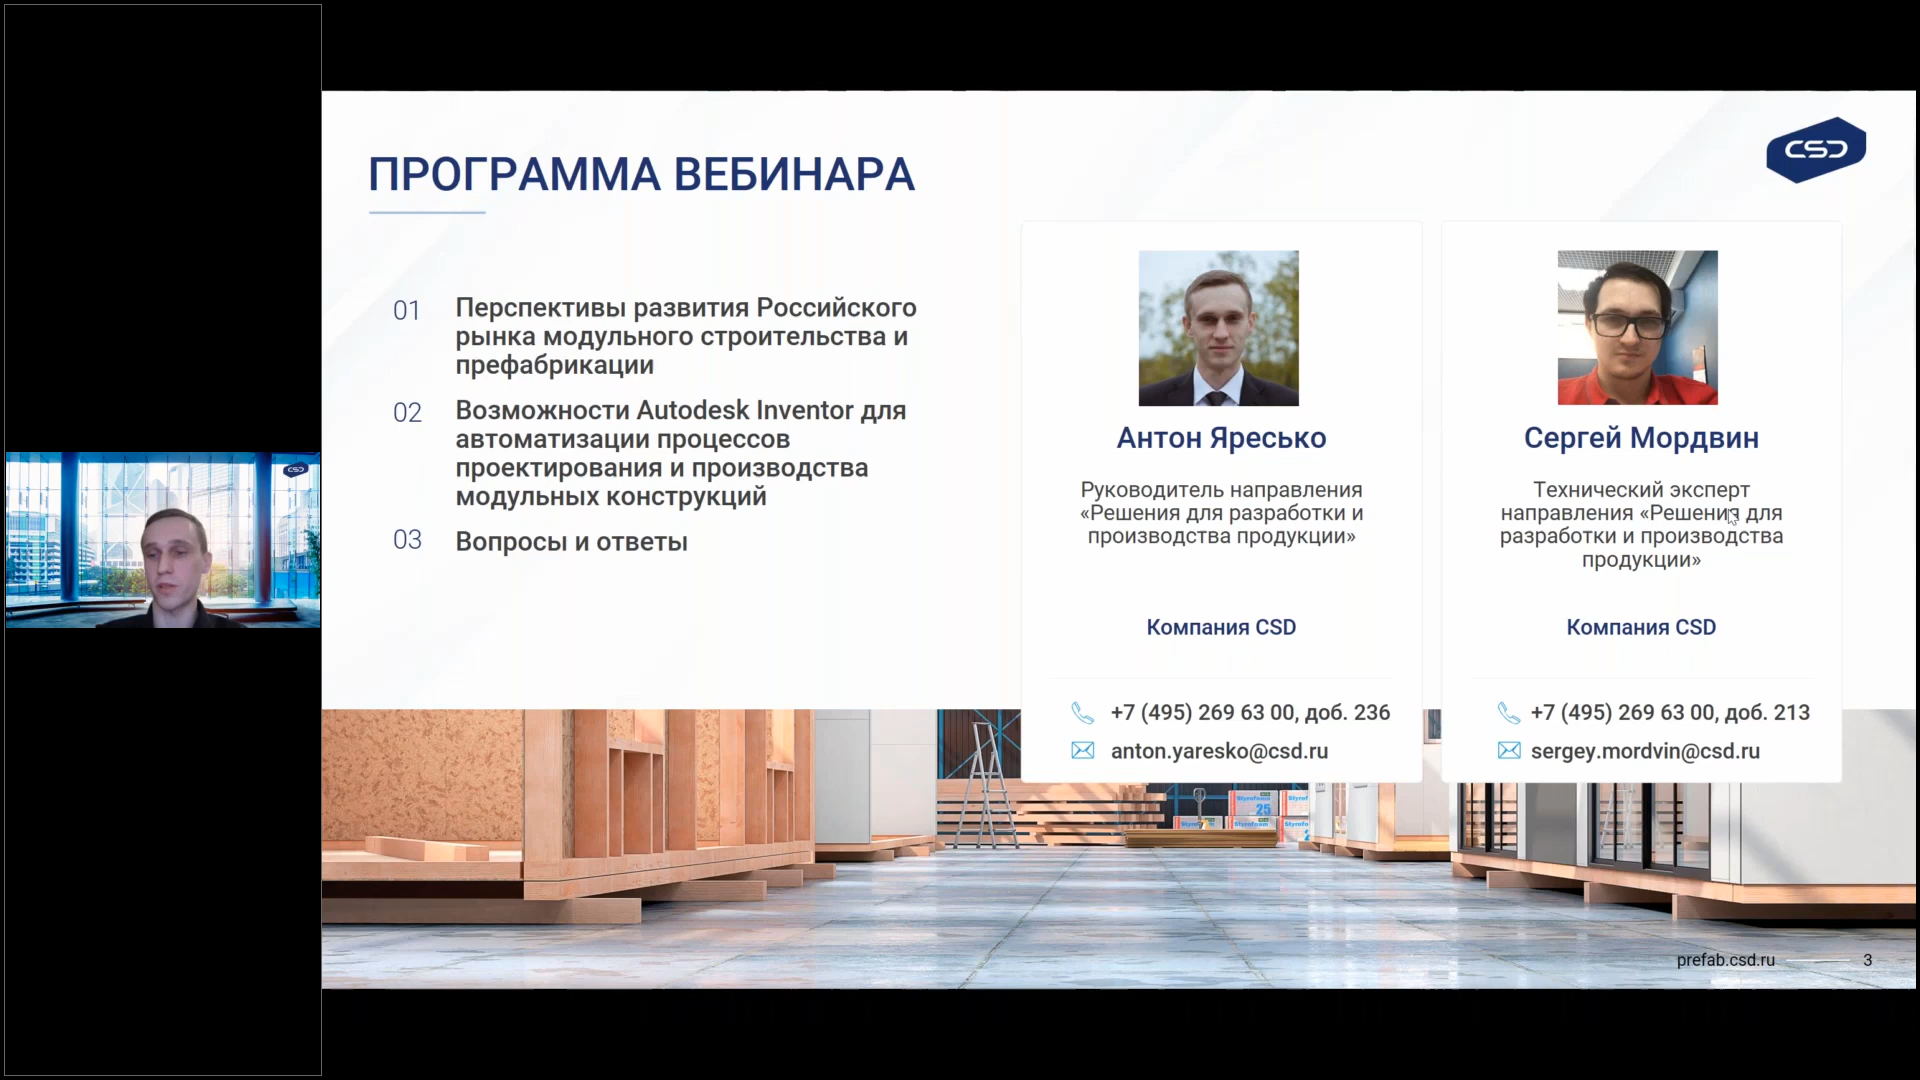 ПРОГРАММА ВЕБИНАРА
CSD
01
Перспективы развития Российского
рынка модульного строительства и
префабрикации
02
Возможности Autodesk Inventor для
автоматизации процессов
проектирования и производства
модульных конструкций
03
Вопросы и ответы
Антон Яресько
Руководитель направления
«Решения для разработки и
производства продукции»
Компания CSD
+7 (495) 269 63 00, доб. 236
anton.yaresko@csd.ru
Сергей Мордвин
Технический эксперт
направления «Решения для
разработки и производства
продукции»
Компания CSD
+7 (495) 269 63 00, доб. 213
sergey.mordvin@csd.ru
CSD
Styrofoam
25
prefab.csd.ru
3